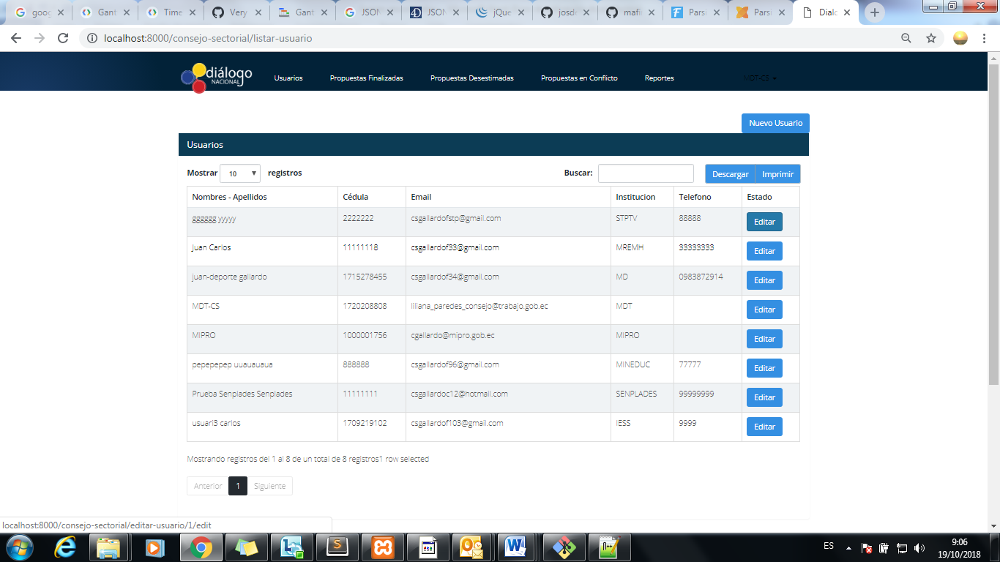 goog
Gant
Time
Very
Gant
JSON
JSON
jQue
josde
mafi
Parsi
Parsi
Dialo
localhost:8000/consejo-sectorial/listar-usuario
diálogo
NACIONAL
Usuarios Propuestas Finalizadas Propuestas Desestimadas Propuestas en Conflicto Reportes MDT-CS
Nuevo Usuario
Usuarios
Mostrar 10 registros Buscar: Descargar Imprimir
Nombres - Apellidos Cédula Email Institucion Telefono Estado
gggggg yyyyy 2222222 csgallardofstp@gmail.com STPTV 88888 Editar
Juan Carlos 11111118 csgallardof33@gmail.com MREMH 33333333 Editar
juan-deporte gallardo 1715278455 csgallardof34@gmail.com MD 0983872914 Editar
MDT-CS 1720208808 liliana_paredes_consejo@trabajo.gob.ec MDT Editar
MIPRO 1000001756 cgallardo@mipro.gob.ec MIPRO Editar
pepepepep uuauauaua 888888 csgallardof96@gmail.com MINEDUC 77777 Editar
Prueba Senplades Senplades 11111111 csgallardoc12@hotmail.com SENPLADES 99999999 Editar
usuari3 carlos 1709219102 csgallardof103@gmail.com IESS 9999 Editar
Mostrando registros del 1 al 8 de un total de 8 registros1 row selected
Anterior 1 Siguiente
localhost:8000/consejo-sectorial/editar-usuario/1/edit
ES 9:06
19/10/2018